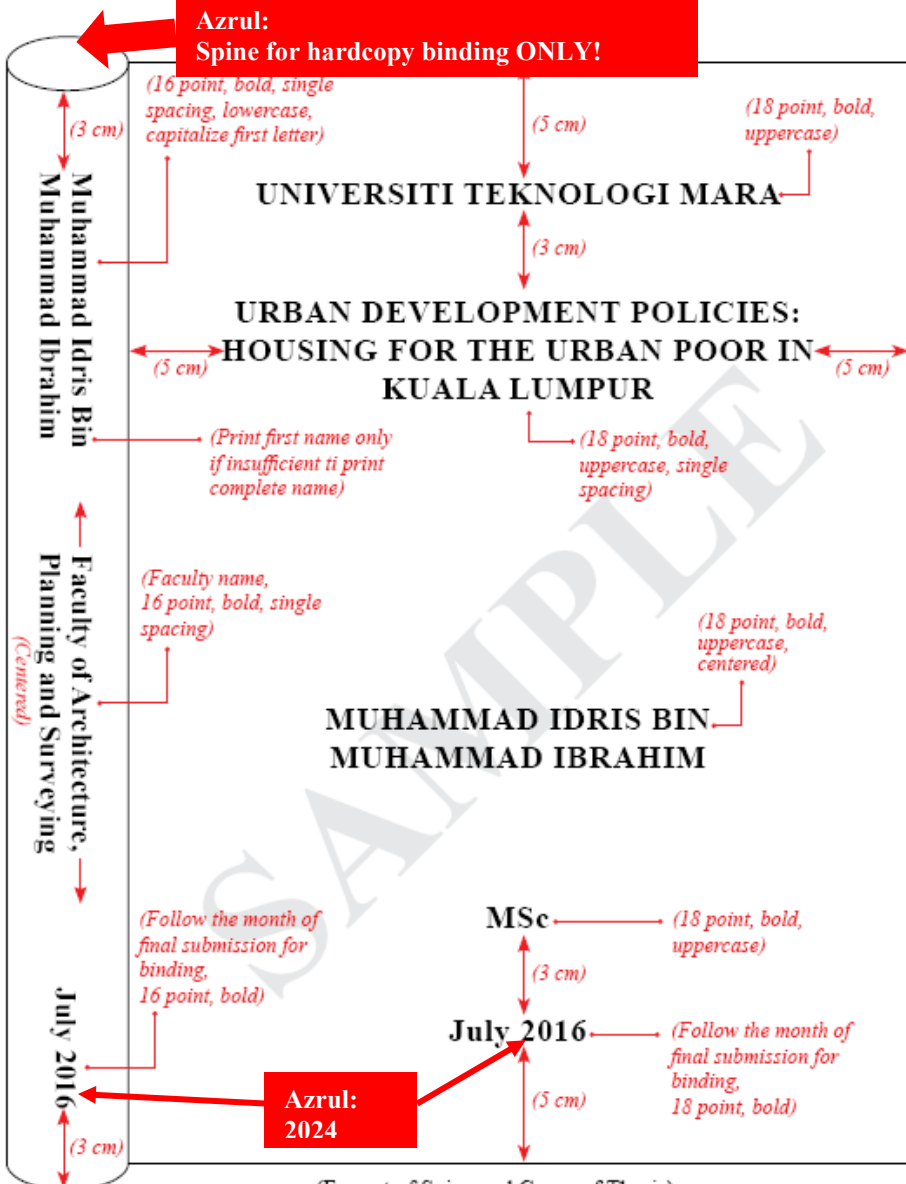 Azrul:
Spine for hardcopy binding ONLY!
(16 point, bold, single
spacing, lowercase,
capitalize first letter)
(3 cm)
(5 cm)
(18 point, bold,
uppercase)
UNIVERSITI TEKNOLOGI MARA
(3 cm)
Muhammad Idris Bin
Muhammad Ibrahim
URBAN DEVELOPMENT POLICIES:
HOUSING FOR THE URBAN POOR IN
KUALA LUMPUR
(5 cm)
(5 cm)
(Print first name only
if insufficient ti print
complete name)
(18 point, bold,
uppercase, single
spacing)
Faculty of Architecture,
Planning and Surveying
(Centered)
(Faculty name,
16 point, bold, single
spacing)
(18 point, bold,
uppercase,
centered)
MUHAMMAD IDRIS BIN
MUHAMMAD IBRAHIM
SAMPLE
MSc
(18 point, bold,
uppercase)
(Follow the month of
final submission for
binding,
16 point, bold)
(3 cm)
July 2016
July 2016
(Follow the month of
final submission for
binding,
18 point, bold)
Azrul:
2024
(5 cm)
(3 cm)